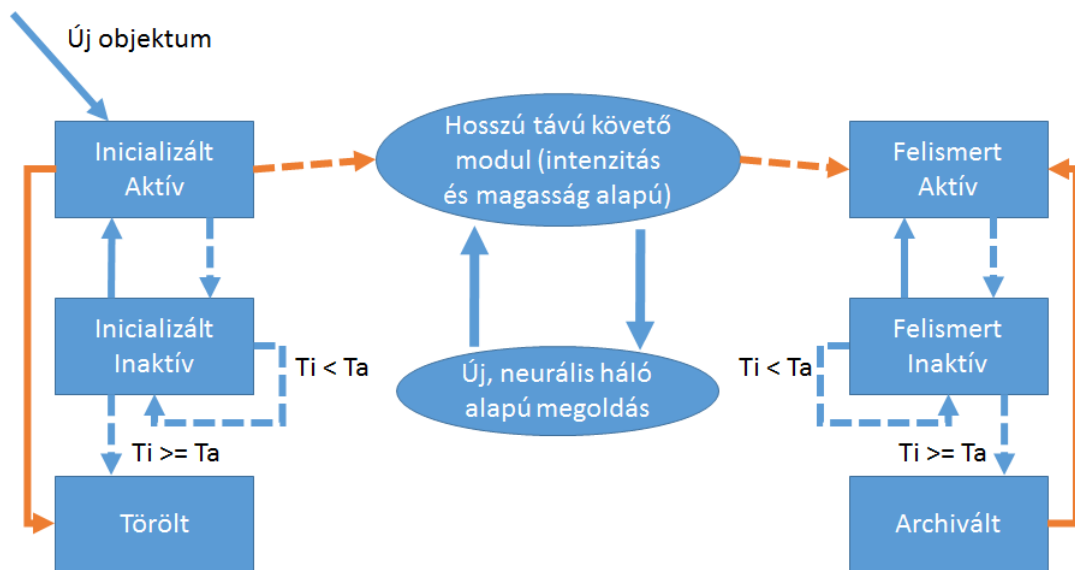 Új objektum
Inicializált
Aktív
Hosszú távú követő
modul (intenzitás
és magasság alapú)
Felismert
Aktív
Inicializált
Inaktív
Ti < Ta
Új, neurális háló
alapú megoldás
Ti < Ta
Felismert
Inaktív
Ti >= Ta
Ti >= Ta
Törölt
Archivált